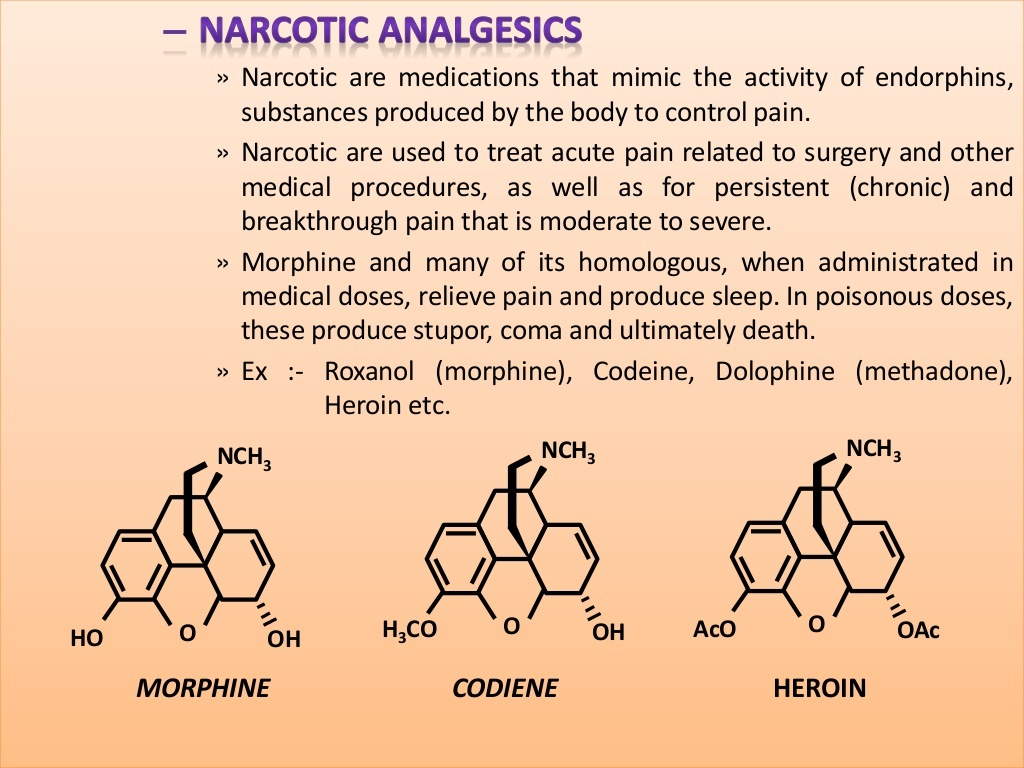 – NARCOTIC ANALGESICS
» Narcotic are medications that mimic the activity of endorphins,
substances produced by the body to control pain.
» Narcotic are used to treat acute pain related to surgery and other
medical procedures, as well as for persistent (chronic) and
breakthrough pain that is moderate to severe.
» Morphine and many of its homologous, when administrated in
medical doses, relieve pain and produce sleep. In poisonous doses,
these produce stupor, coma and ultimately death.
» Ex :- Roxanol (morphine), Codeine, Dolophine (methadone),
Heroin etc.
NCH₃ NCH₃ NCH₃
HO O OH H₃CO O OH AcO O OAc
MORPHINE CODIENE HEROIN